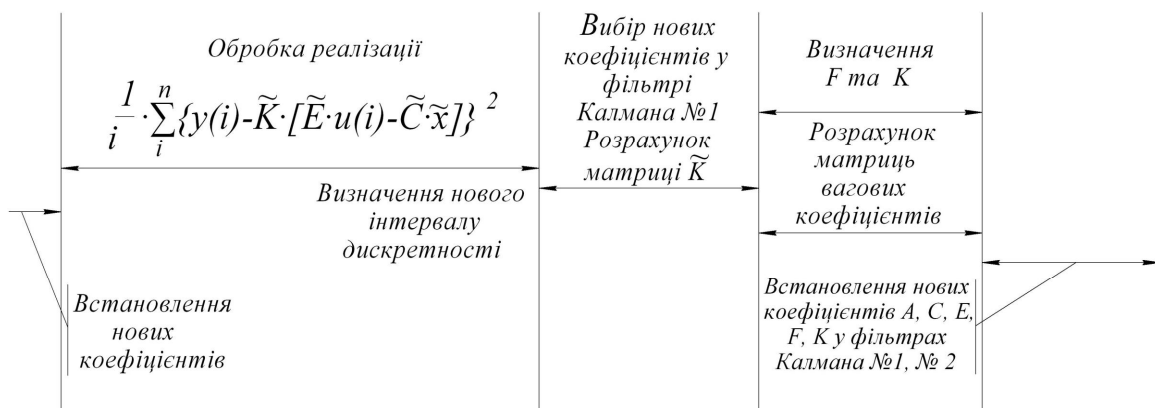 Обробка реалізації
1/i · ∑ n i {y(i)-K̃·[Ẽ·u(i)-C̃·x̃]}²
Визначення нового
інтервалу
дискретності
Встановлення
нових
коефіцієнтів
Вибір нових
коефіцієнтів у
фільтрі
Калмана №1
Розрахунок
матриці K̃
Визначення
F та K
Розрахунок
матриць
вагових
коефіцієнтів
Встановлення нових
коефіцієнтів A, C, E,
F, K у фільтрах
Калмана №1, № 2